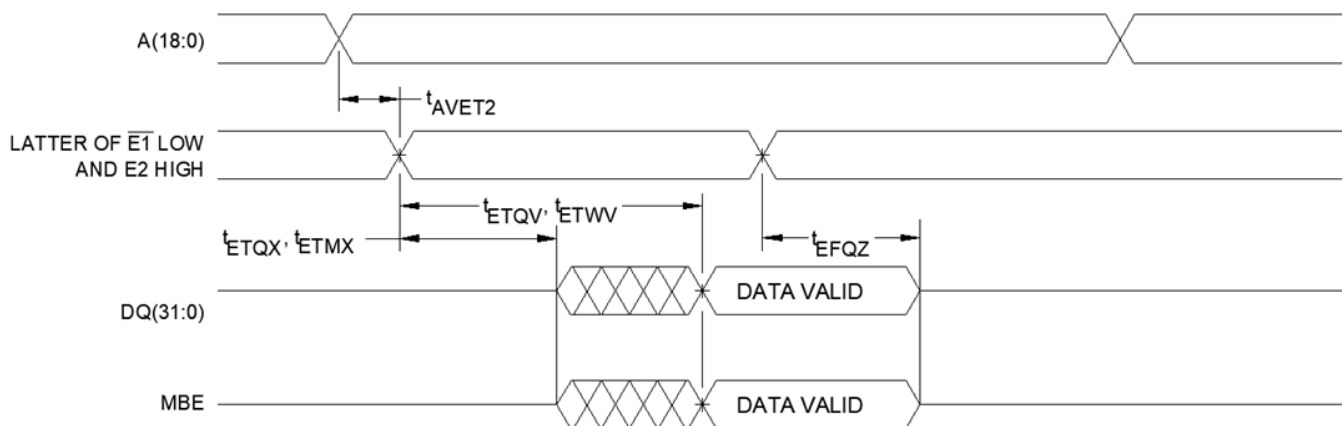 A(18:0)
tAVET2
LATTER OF E1 LOW
AND E2 HIGH
tETQV, tETWV
tETQX, tETMX
tEFQZ
DATA VALID
DQ(31:0)
MBE
DATA VALID